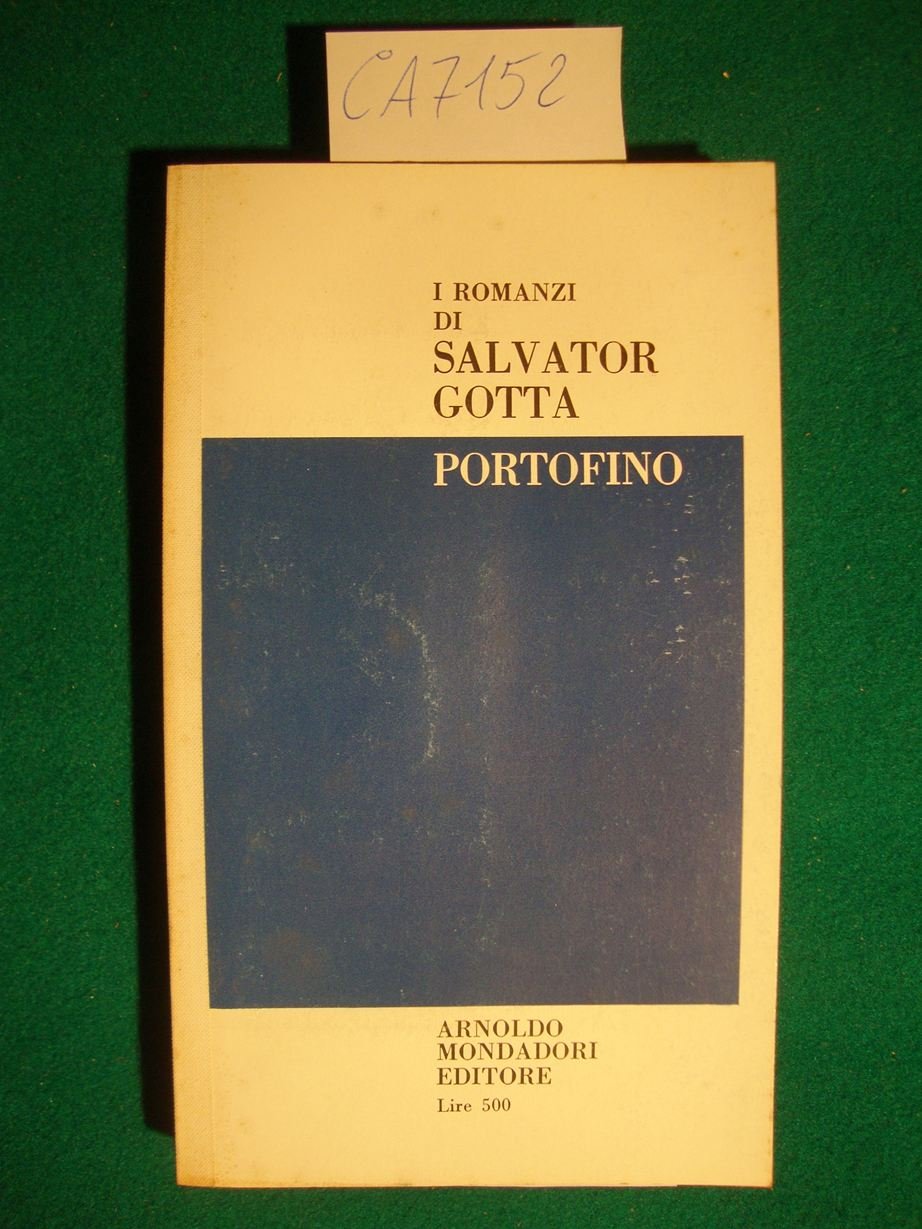 CA7152
I ROMANZI
DI
SALVATOR
GOTTA
PORTOFINO
ARNOLDO
MONDADORI
EDITORE
Lire 500